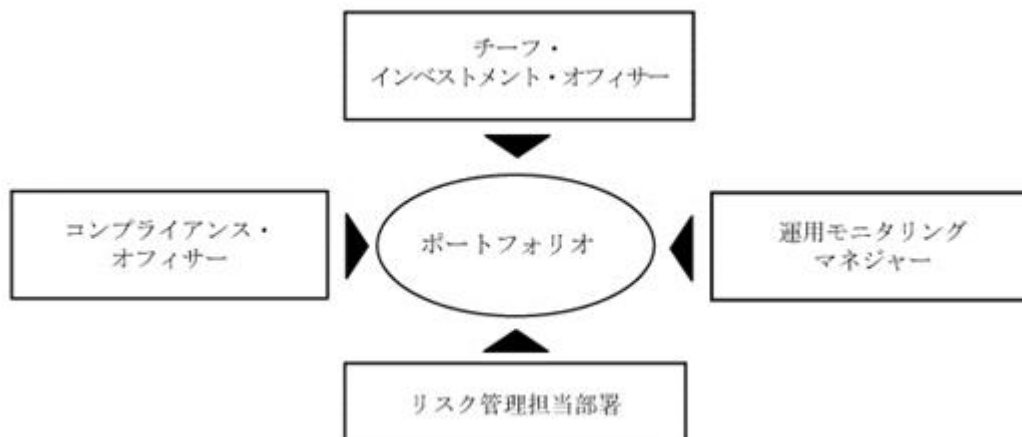 チーフ・
インベストメント・オフィサー
コンプライアンス・
オフィサー
ポートフォリオ
運用モニタリング
マネジャー
リスク管理担当部署